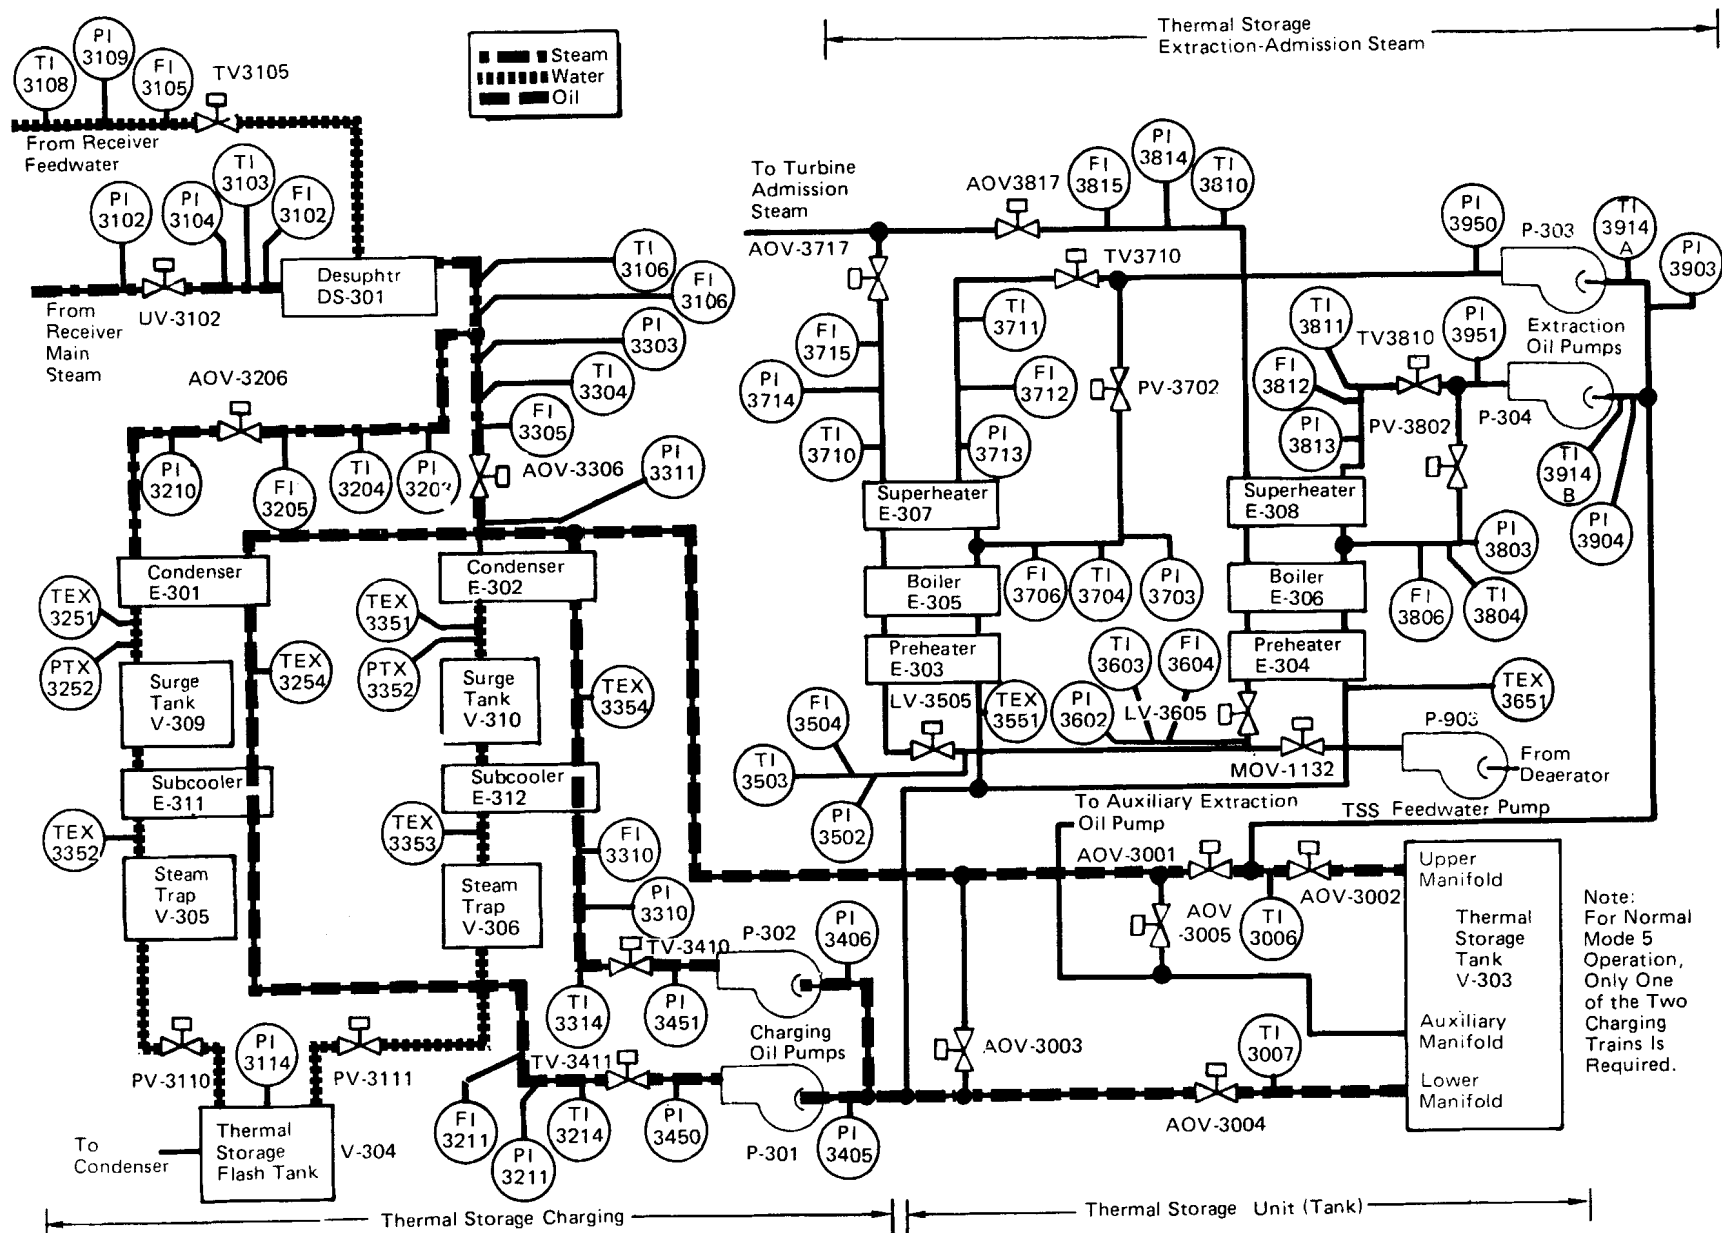 Thermal Storage
Extraction-Admission Steam
Steam
Water
Oil
TI
3108
PI
3109
FI
3105
TV3105
From Receiver
Feedwater
PI
3102
PI
3104
TI
3103
FI
3102
Desuphtr
DS-301
UV-3102
From
Receiver
Main
Steam
TI
3106
FI
3106
PI
3303
TI
3304
FI
3305
AOV-3306
PI
3311
AOV-3206
PI
3210
FI
3205
TI
3204
PI
Condenser
E-301
Condenser
E-302
TEX
3251
PTX
3252
TEX
3254
TEX
3351
PTX
3352
TEX
3354
Surge
Tank
V-309
Surge
Tank
V-310
Subcooler
E-311
Subcooler
E-312
TEX
3352
TEX
3353
Steam
Trap
V-305
Steam
Trap
V-306
FI
3310
PI
3310
TV-3410
TI
3314
PI
3451
P-302
PI
3406
Charging
Oil Pumps
PV-3110
PI
3114
PV-3111
TV-3411
FI
3211
PI
3211
TI
3214
PI
3450
P-301
PI
3405
To
Condenser
Thermal
Storage
Flash Tank
V-304
Thermal Storage Charging
To Turbine
Admission
Steam
AOV-3717
AOV3817
FI
3815
PI
3814
TI
3810
TV3710
PI
3950
P-303
TI
3914
A
PI
3903
Extraction
Oil Pumps
TI
3711
FI
3715
PI
3714
FI
3712
TI
3710
PI
3713
PV-3702
TI
3811
FI
3812
PI
3813
TV3810
PI
3951
PV-3802
P-304
TI
3914
B
PI
3904
Superheater
E-307
Superheater
E-308
Boiler
E-305
Boiler
E-306
FI
3706
TI
3704
PI
3703
PI
3803
FI
3806
TI
3804
Preheater
E-303
Preheater
E-304
LV-3505
TEX
3551
PI
3602
TI
3603
FI
3604
LV-3605
TEX
3651
FI
3504
TI
3503
PI
3502
MOV-1132
P-903
From
Deaerator
TSS Feedwater Pump
To Auxiliary Extraction
Oil Pump
AOV-3001
AOV
-3005
TI
3006
AOV-3002
AOV-3003
TI
3007
AOV-3004
Upper
Manifold
Thermal
Storage
Tank
V-303
Auxiliary
Manifold
Lower
Manifold
Note:
For Normal
Mode 5
Operation,
Only One
of the Two
Charging
Trains Is
Required.
Thermal Storage Unit (Tank)